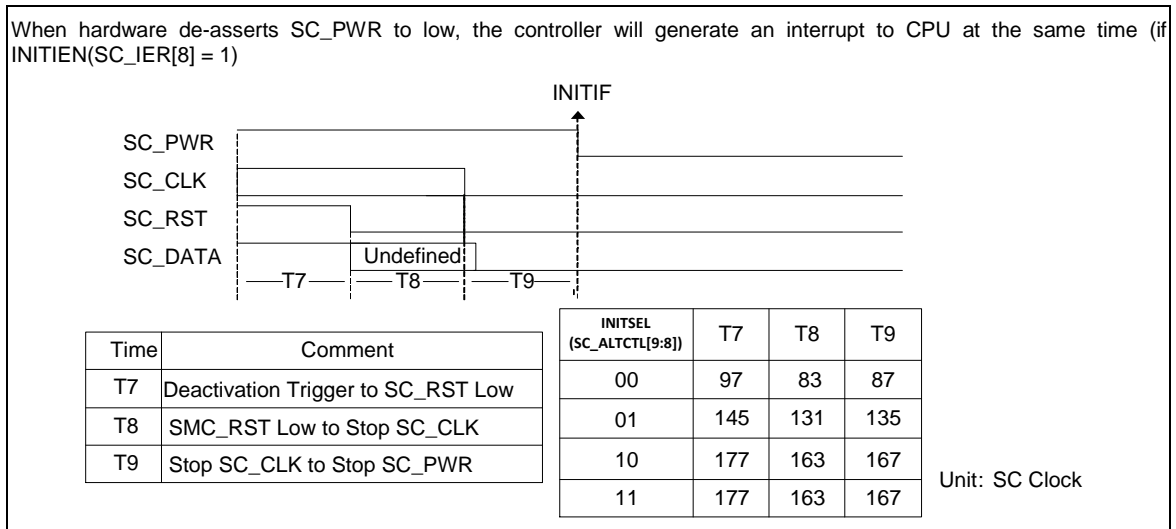 When hardware de-asserts SC_PWR to low, the controller will generate an interrupt to CPU at the same time (if
INITIEN(SC_IER[8] = 1)
INITIF
SC_PWR
SC_CLK
SC_RST
SC_DATA
Undefined
T7
T8
T9
Time Comment
T7 Deactivation Trigger to SC_RST Low
T8 SMC_RST Low to Stop SC_CLK
T9 Stop SC_CLK to Stop SC_PWR
INITSEL
(SC_ALTCTL[9:8]) T7 T8 T9
00 97 83 87
01 145 131 135
10 177 163 167
11 177 163 167
Unit: SC Clock